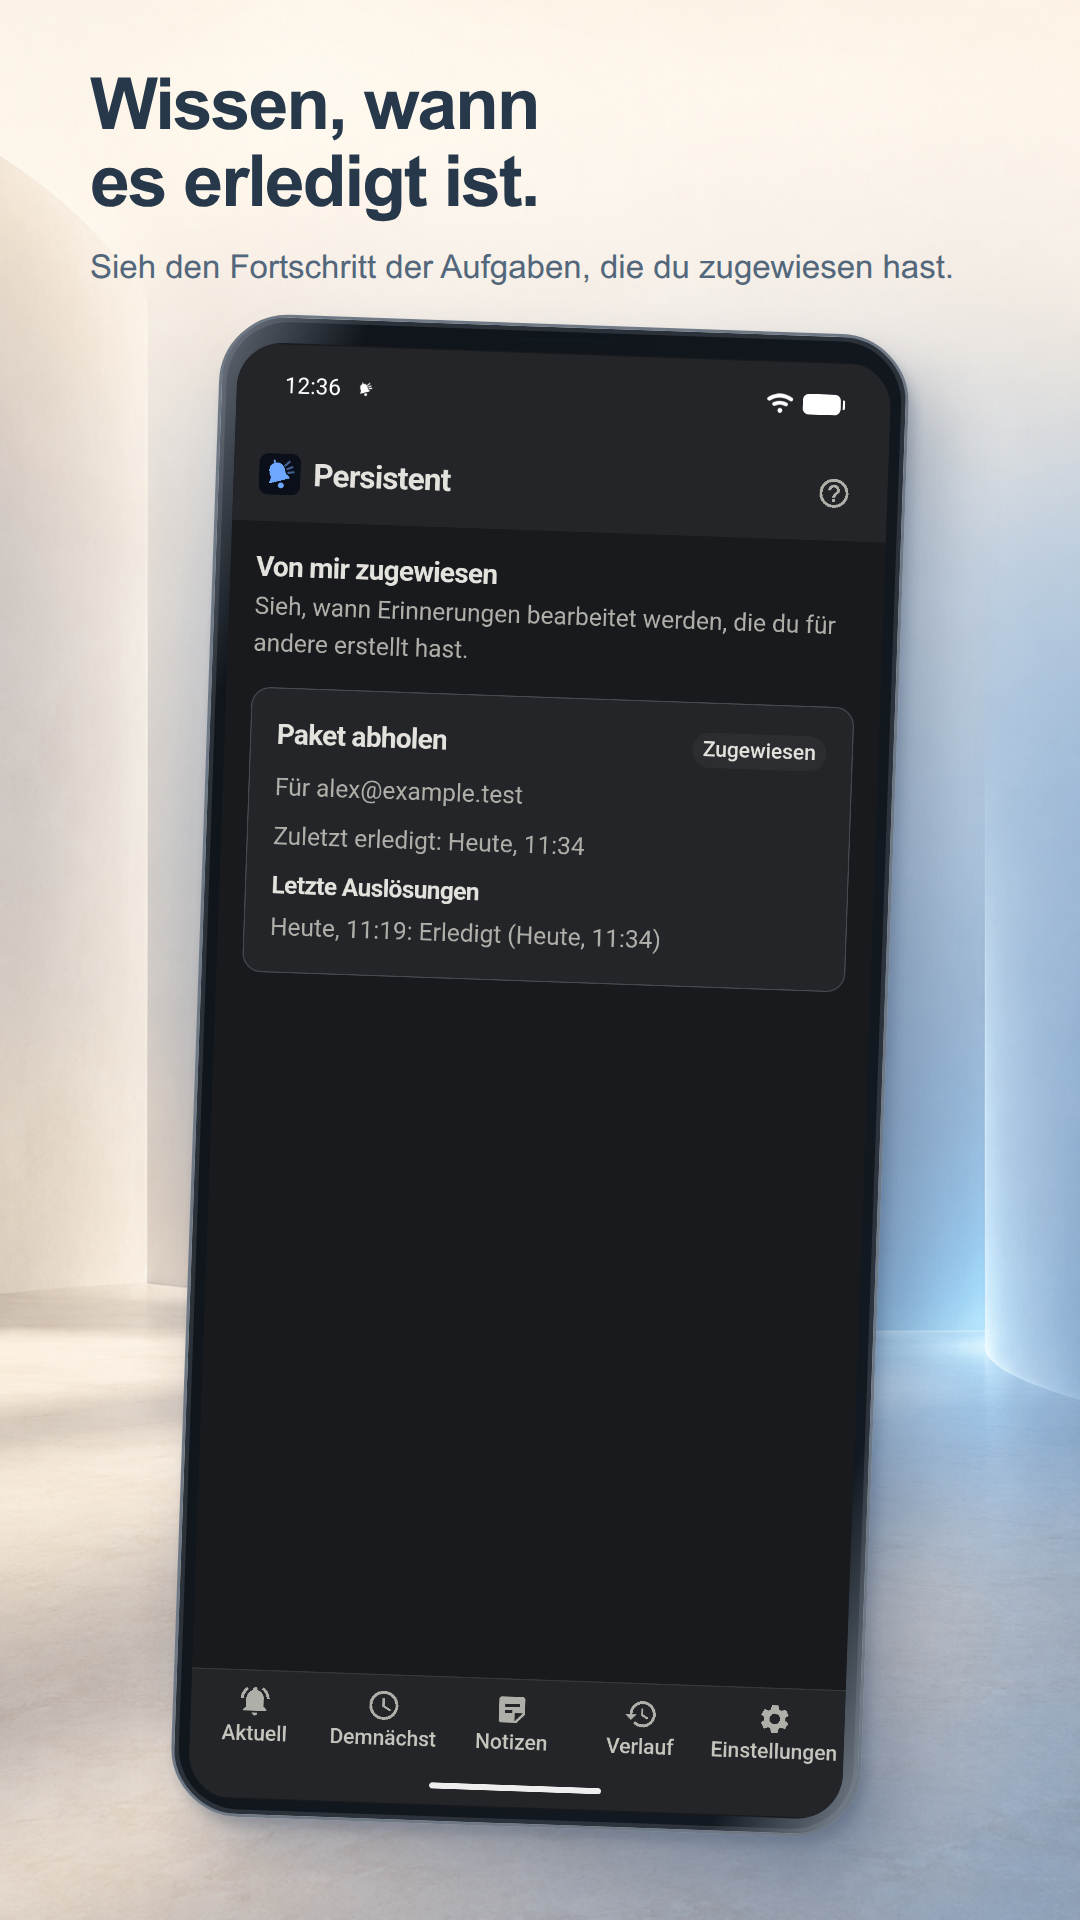 Wissen, wann
es erledigt ist.
Sieh den Fortschritt der Aufgaben, die du zugewiesen hast.
12:36
Persistent
Von mir zugewiesen
Sieh, wann Erinnerungen bearbeitet werden, die du für
andere erstellt hast.
Paket abholen
Zugewiesen
Für alex@example.test
Zuletzt erledigt: Heute, 11:34
Letzte Auslösungen
Heute, 11:19: Erledigt (Heute, 11:34)
Aktuell
Demnächst
Notizen
Verlauf
Einstellungen